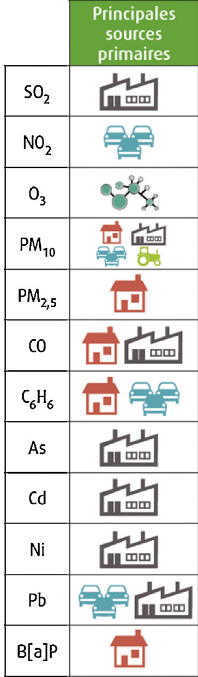 Principales
sources
primaires
SO₂
NO₂
O₃
PM₁₀
PM₂,₅
CO
C₆H₆
As
Cd
Ni
Pb
B[a]P